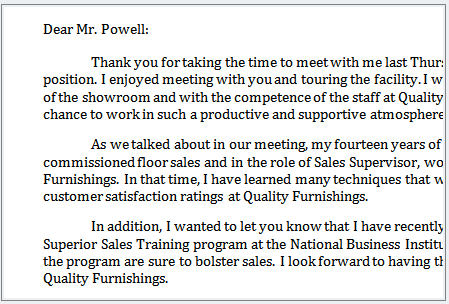 Dear Mr. Powell:
Thank you for taking the time to meet with me last
position. I enjoyed meeting with you and touring the facility. I
of the showroom and with the competence of the staff at Quality
chance to work in such a productive and supportive atmosphere
As we talked about in our meeting, my fourteen years of
commissioned floor sales and in the role of Sales Supervisor,
Furnishings. In that time, I have learned many techniques that
customer satisfaction ratings at Quality Furnishings.
In addition, I wanted to let you know that I have recently
Superior Sales Training program at the National Business
the program are sure to bolster sales. I look forward to having
Quality Furnishings.